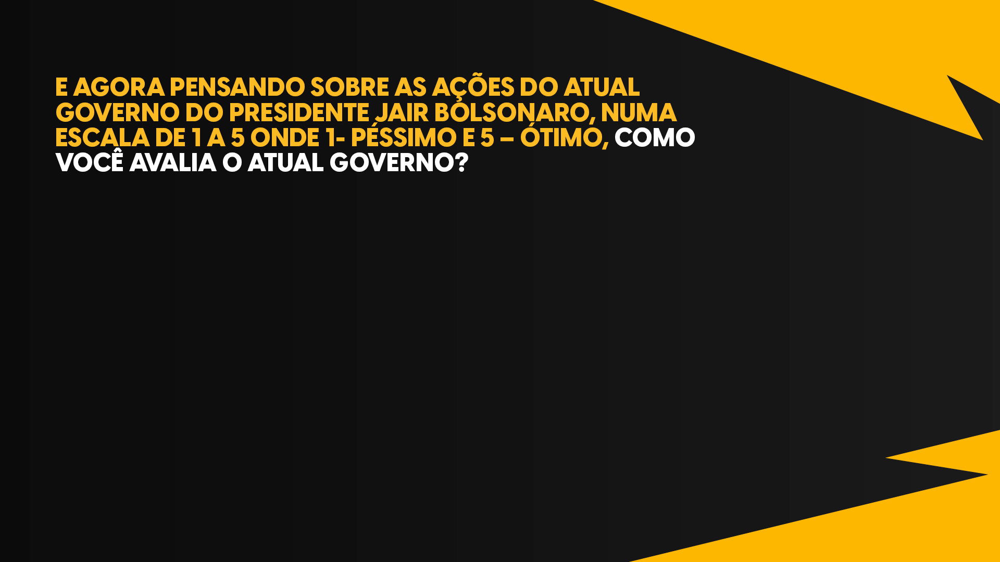 E AGORA PENSANDO SOBRE AS AÇÕES DO ATUAL
GOVERNO DO PRESIDENTE JAIR BOLSONARO, NUMA
ESCALA DE 1 A 5 ONDE 1- PÉSSIMO E 5 – ÓTIMO, COMO
VOCÊ AVALIA O ATUAL GOVERNO?